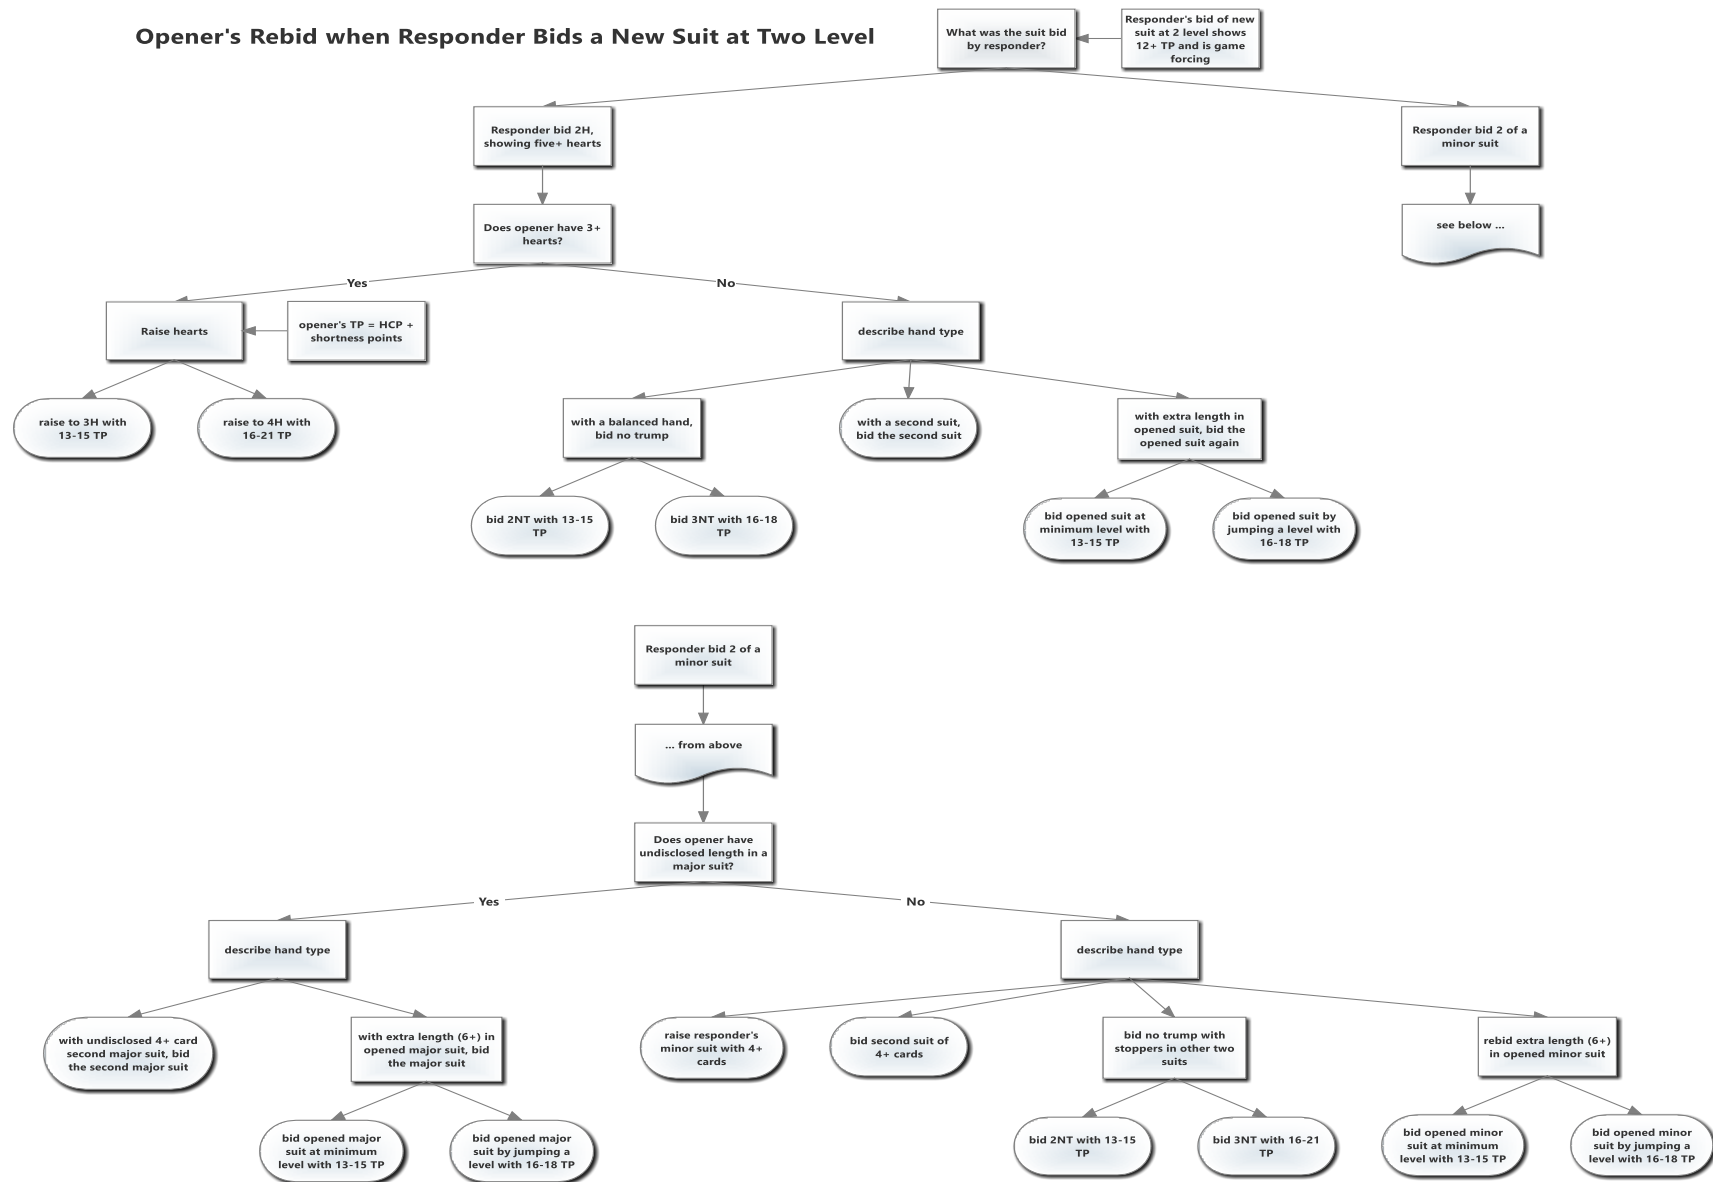 Opener's Rebid when Responder Bids a New Suit at Two Level
What was the suit bid
by responder?
Responder's bid of new
suit at 2 level shows
12+ TP and is game
forcing
Responder bid 2H,
showing five+ hearts
Responder bid 2 of a
minor suit
Does opener have 3+
hearts?
see below ...
Yes
No
Raise hearts
opener's TP = HCP +
shortness points
describe hand type
raise to 3H with
13-15 TP
raise to 4H with
16-21 TP
with a balanced hand,
bid no trump
with a second suit,
bid the second suit
with extra length in
opened suit, bid the
opened suit again
bid 2NT with 13-15
TP
bid 3NT with 16-18
TP
bid opened suit at
minimum level with
13-15 TP
bid opened suit by
jumping a level with
16-18 TP
Responder bid 2 of a
minor suit
... from above
Does opener have
undisclosed length in a
major suit?
Yes
No
describe hand type
describe hand type
with undisclosed 4+ card
second major suit, bid
the second major suit
with extra length (6+) in
opened major suit, bid
the major suit
raise responder's
minor suit with 4+
cards
bid second suit of
4+ cards
bid no trump with
stoppers in other two
suits
rebid extra length (6+)
in opened minor suit
bid opened major
suit at minimum
level with 13-15 TP
bid opened major
suit by jumping a
level with 16-18 TP
bid 2NT with 13-15
TP
bid 3NT with 16-21
TP
bid opened minor
suit at minimum
level with 13-15 TP
bid opened minor
suit by jumping a
level with 16-18 TP